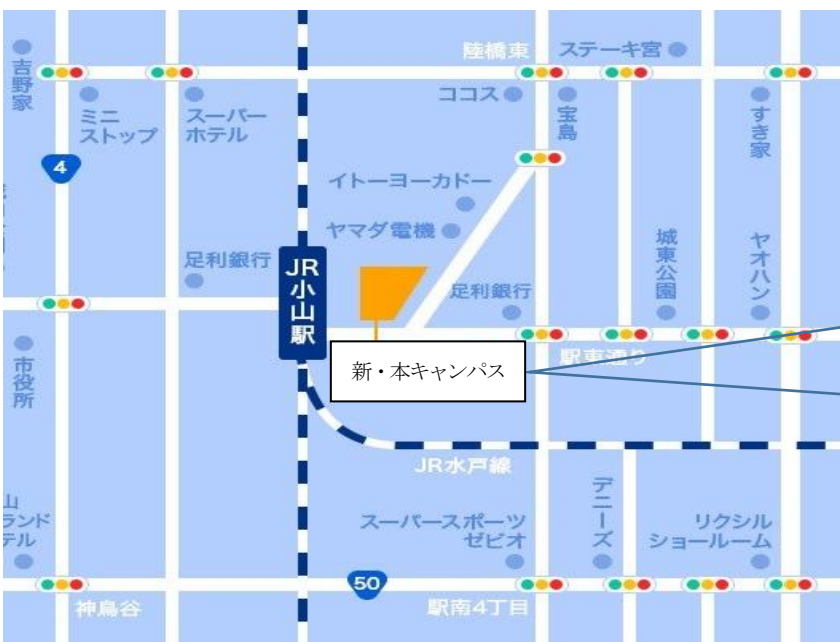 陸橋東
ステーキ宮
吉野家
ミニ
ストップ
スーパー
ホテル
ココス
宝島
すき家
4
イトーヨーカドー
ヤマダ電機
足利銀行
JR小山駅
足利銀行
城東公園
ヤオハン
市役所
新・本キャンパス
駅東通り
JR水戸線
山
ランド
テル
スーパースポーツ
ゼビオ
デニーズ
リクシル
ショールーム
神鳥谷
50
駅南4丁目